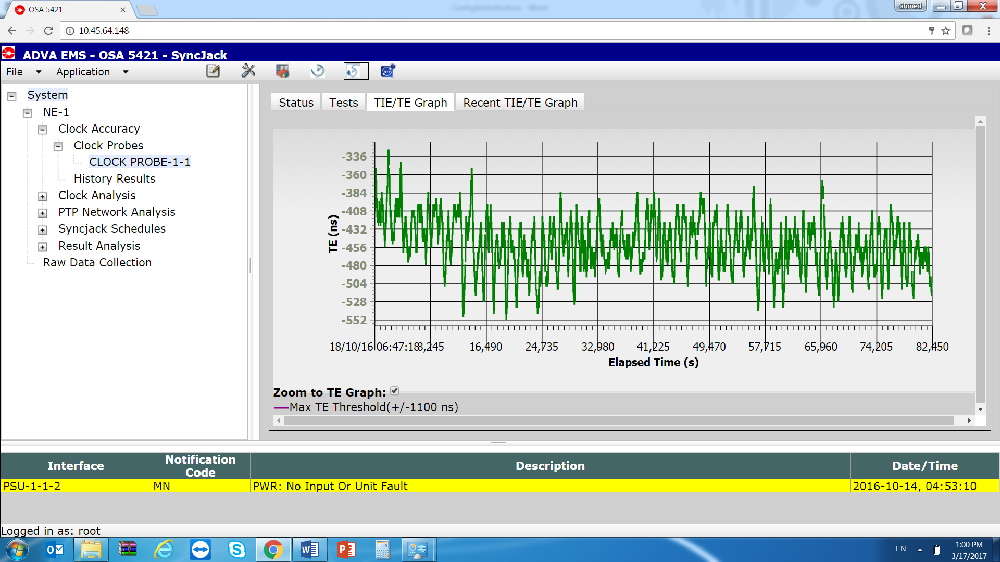 OSA 5421
Config&results.docx - Word
ahmed
10.45.64.148
ADVA EMS - OSA 5421 - SyncJack
File
Application
NTP
System
NE-1
Clock Accuracy
Clock Probes
CLOCK PROBE-1-1
History Results
Clock Analysis
PTP Network Analysis
Syncjack Schedules
Result Analysis
Raw Data Collection
Status
Tests
TIE/TE Graph
Recent TIE/TE Graph
TE (ns)
-336
-360
-384
-408
-432
-456
-480
-504
-528
-552
18/10/16 06:47:18
8,245
16,490
24,735
32,980
41,225
49,470
57,715
65,960
74,205
82,450
Elapsed Time (s)
Zoom to TE Graph:
Max TE Threshold(+/-1100 ns)
Interface
Notification
Code
Description
Date/Time
PSU-1-1-2
MN
PWR: No Input Or Unit Fault
2016-10-14, 04:53:10
Logged in as: root
EN
1:00 PM
3/17/2017